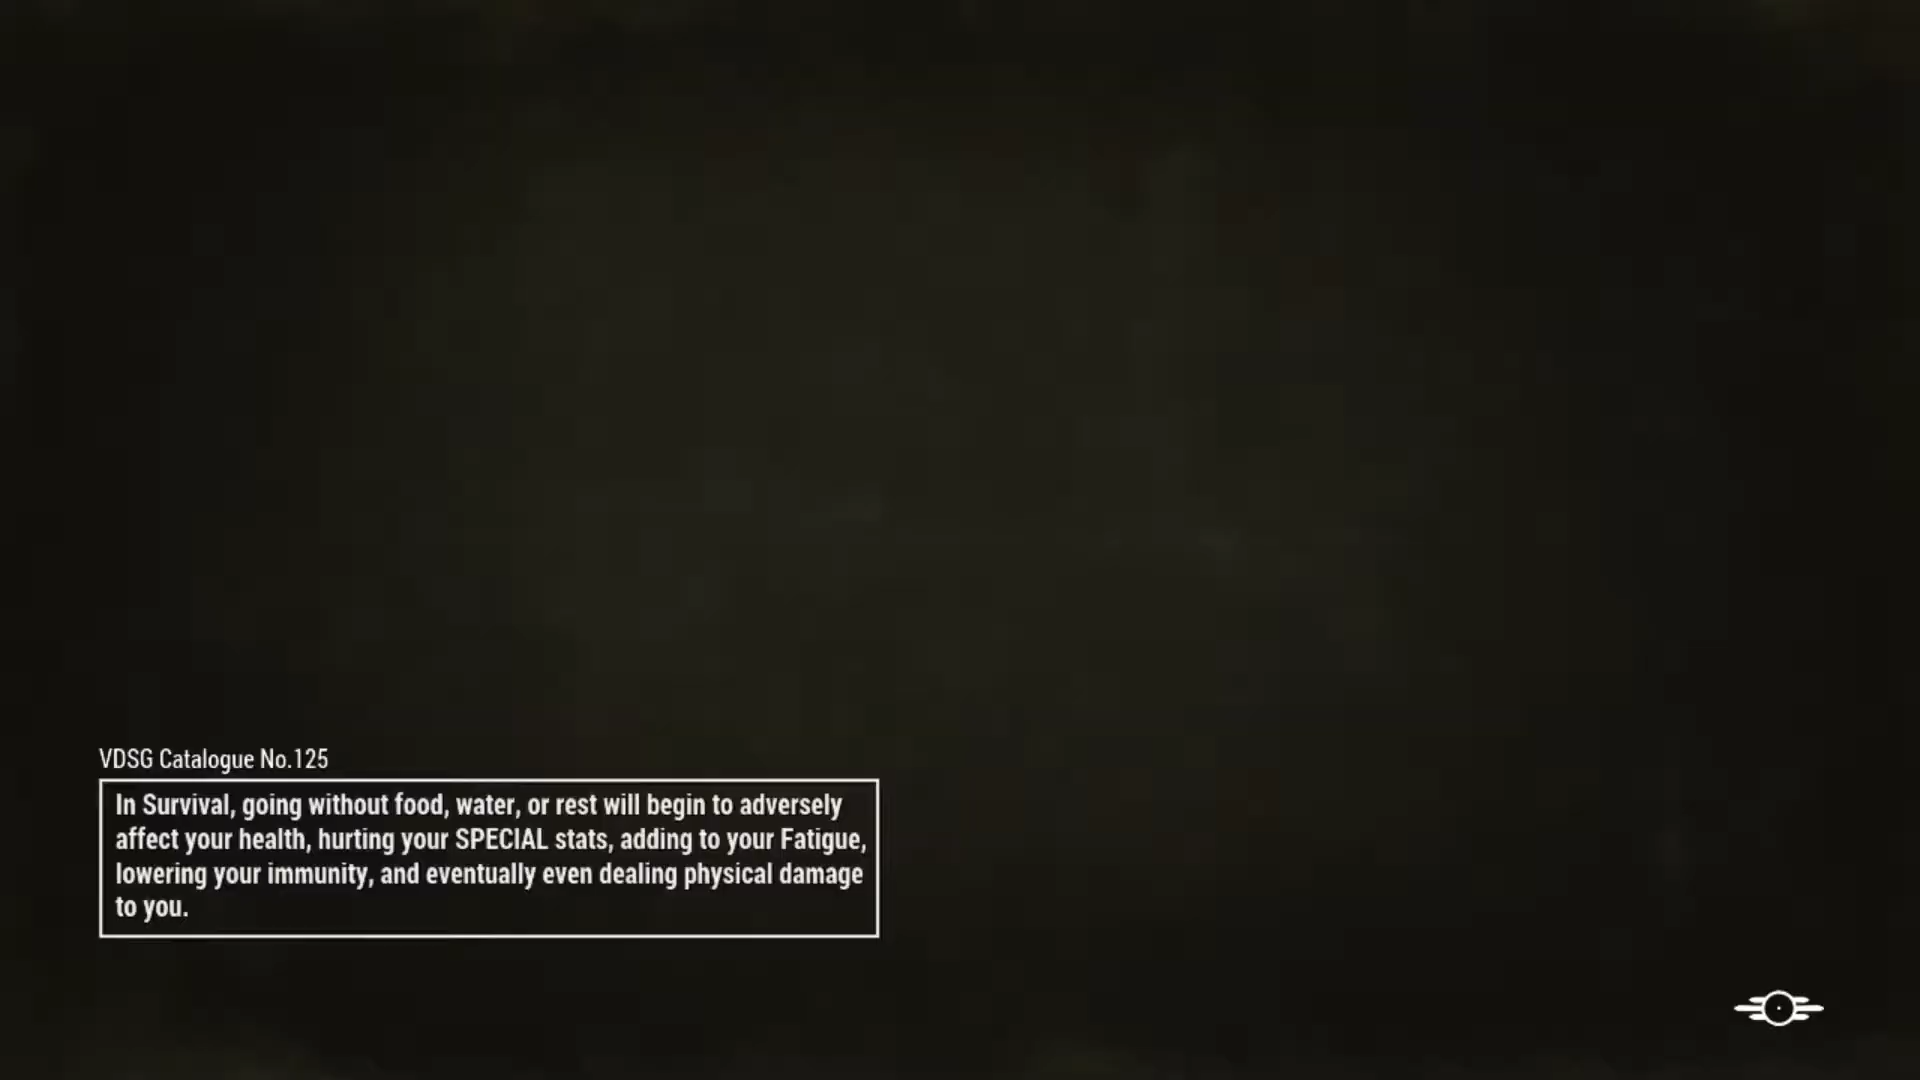 VDSG Catalogue No.125
In Survival, going without food, water, or rest will begin to adversely
affect your health, hurting your SPECIAL stats, adding to your Fatigue,
lowering your immunity, and eventually even dealing physical damage
to you.